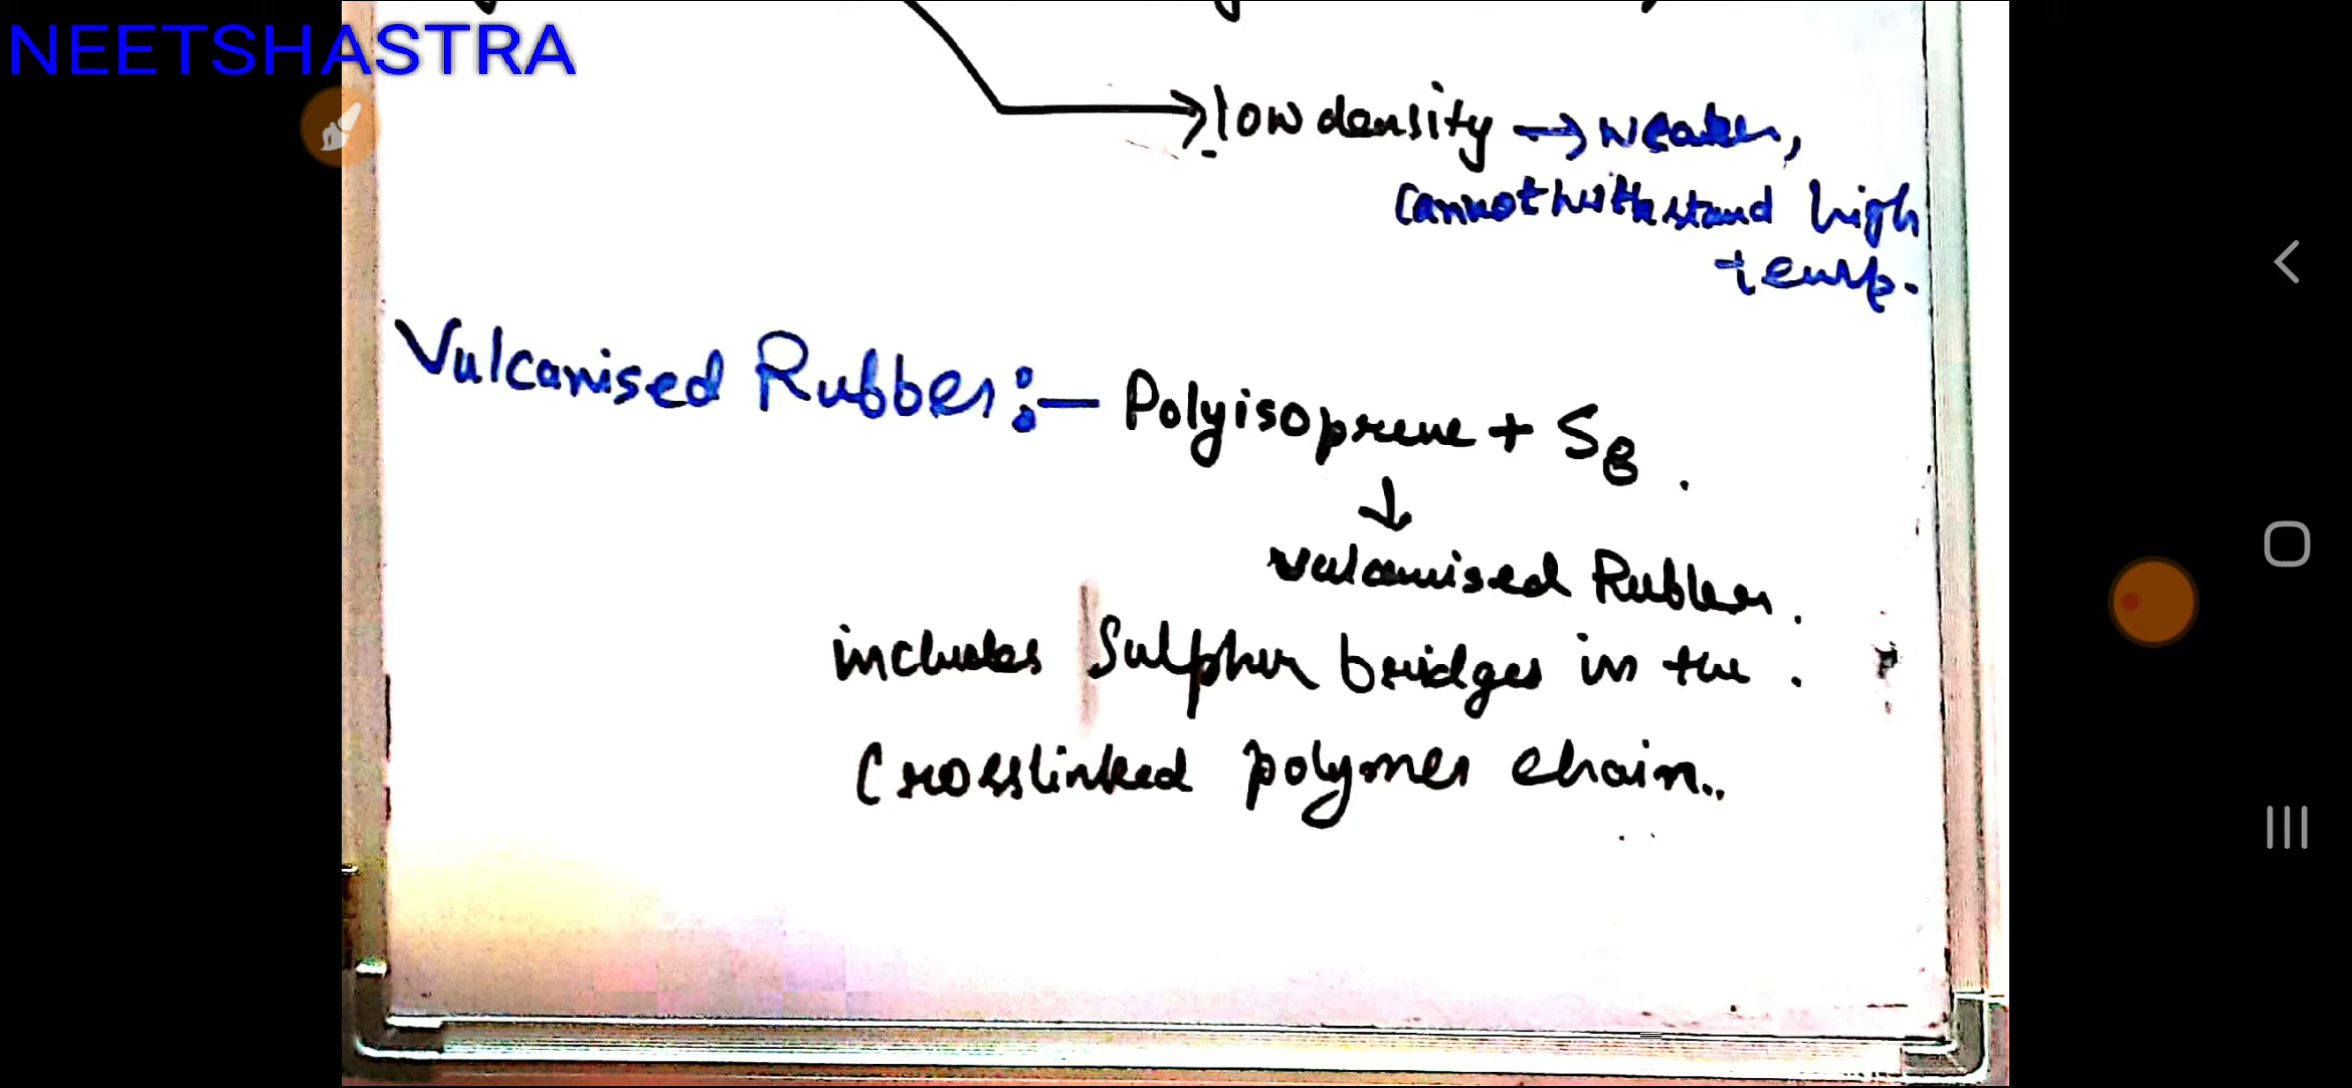 NEETSHASTRA
low density → weaker,
cannot withstand high
temp.
Vulcanised Rubber:— Polyisoprene + S8
↓
vulcanised Rubber.
includes Sulphur bridges in the
Crosslinked polymer chain..